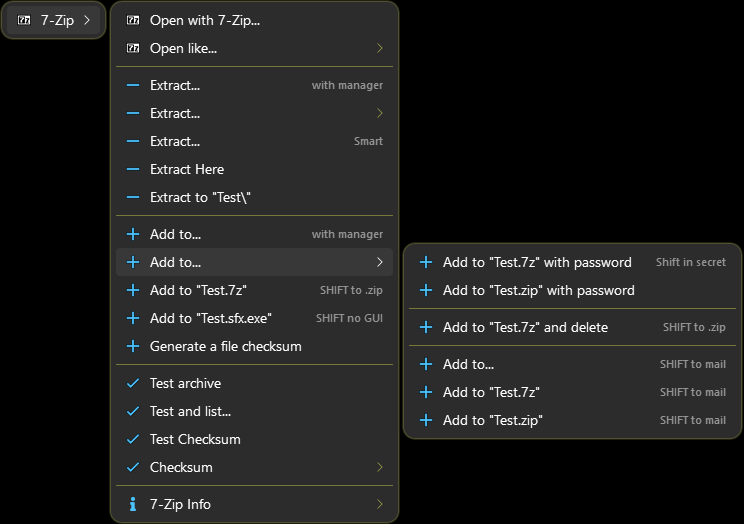 7-Zip
Open with 7-Zip...
Open like...
Extract... with manager
Extract...
Extract... Smart
Extract Here
Extract to "Test\"
Add to... with manager
Add to...
Add to "Test.7z" SHIFT to .zip
Add to "Test.sfx.exe" SHIFT no GUI
Generate a file checksum
Test archive
Test and list...
Test Checksum
Checksum
7-Zip Info
Add to "Test.7z" with password Shift in secret
Add to "Test.zip" with password
Add to "Test.7z" and delete SHIFT to .zip
Add to... SHIFT to mail
Add to "Test.7z" SHIFT to mail
Add to "Test.zip" SHIFT to mail